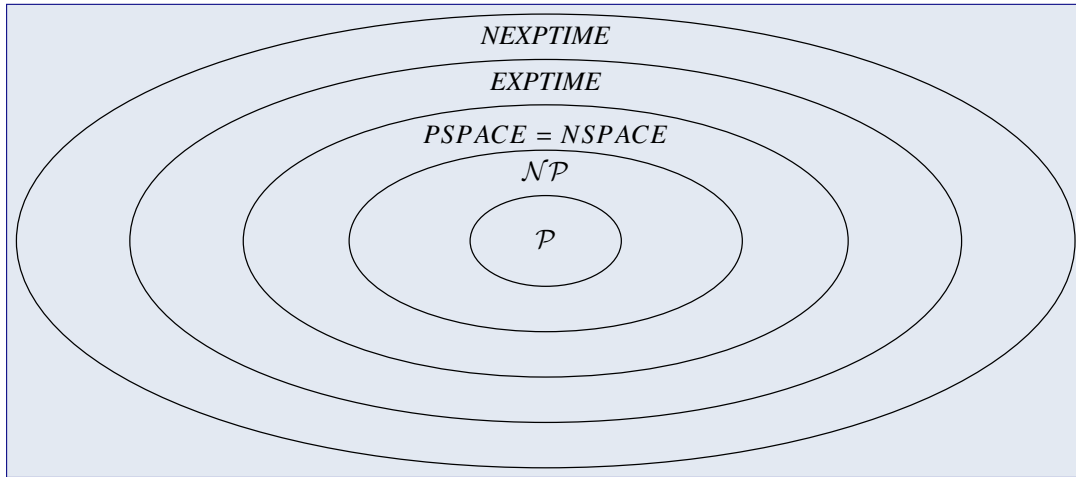 NEXPTIME
EXPTIME
PSPACE = NSPACE
𝒩𝒫
𝒫